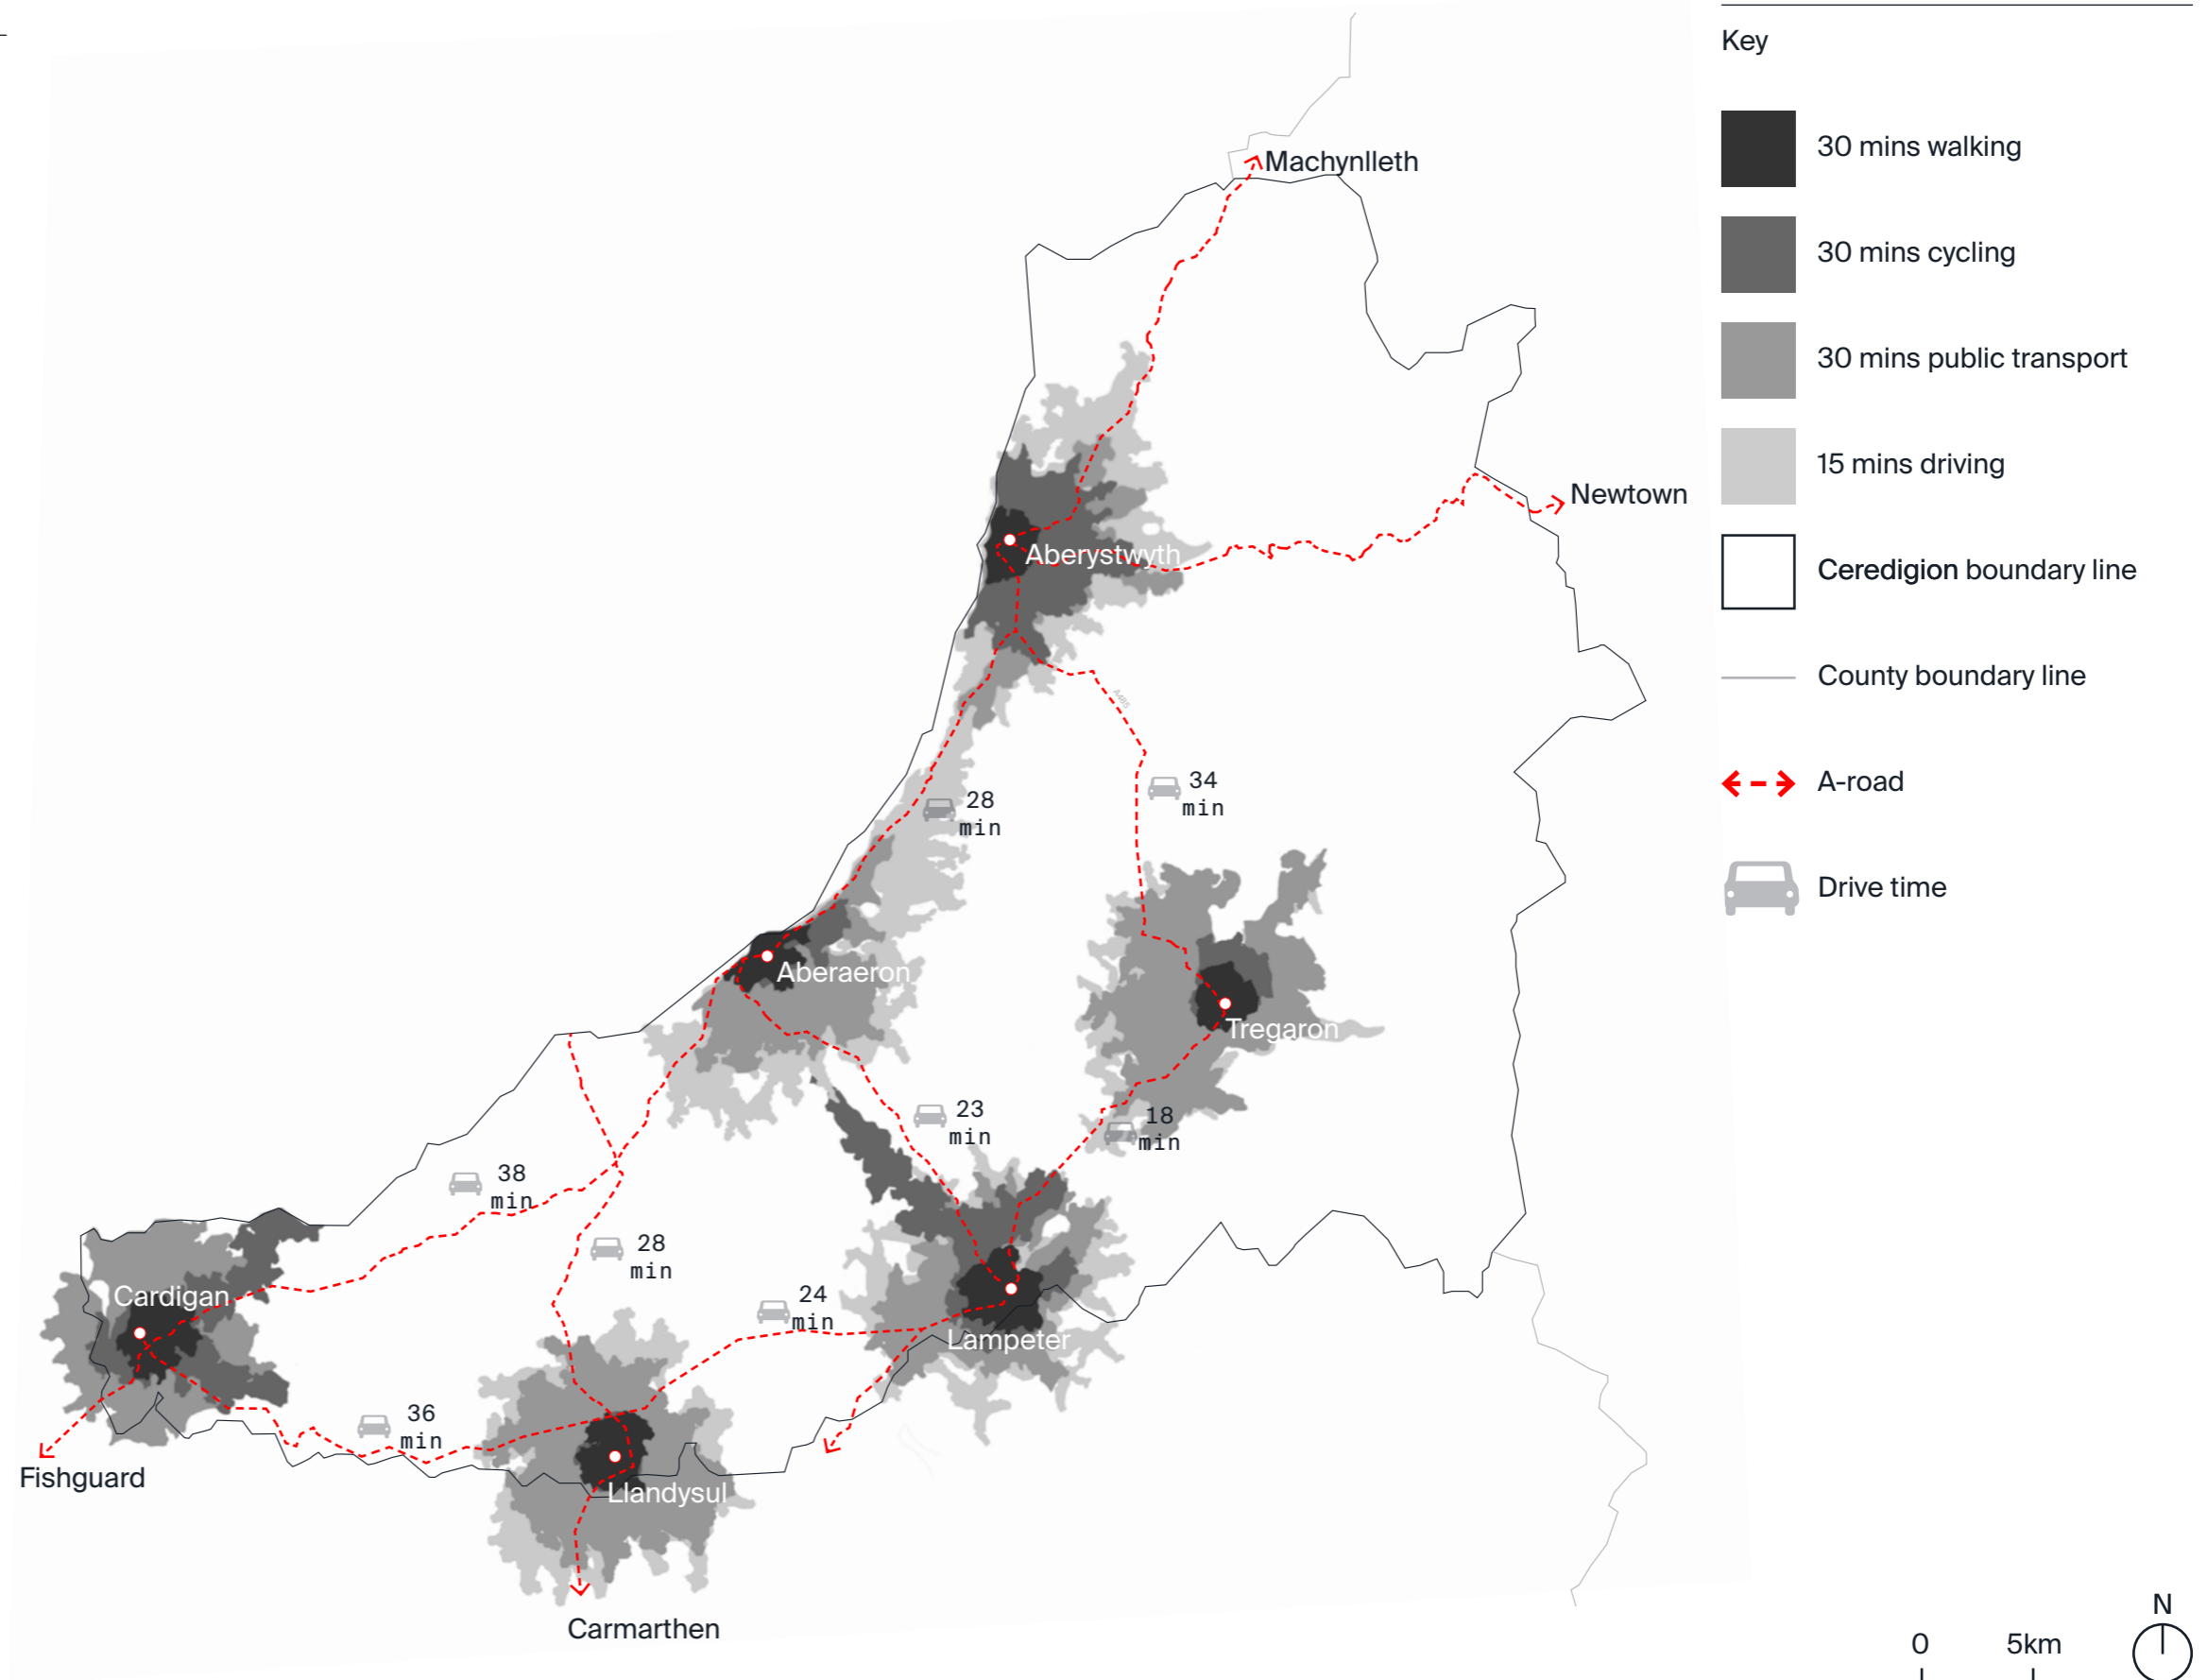 Key
30 mins walking
30 mins cycling
30 mins public transport
15 mins driving
Ceredigion boundary line
County boundary line
A-road
Drive time
Machynlleth
Newtown
Aberystwyth
A485
34
min
28
min
Aberaeron
Tregaron
23
min
18
min
38
min
28
min
24
min
Cardigan
Lampeter
36
min
Fishguard
Llandysul
Carmarthen
N
0 5km